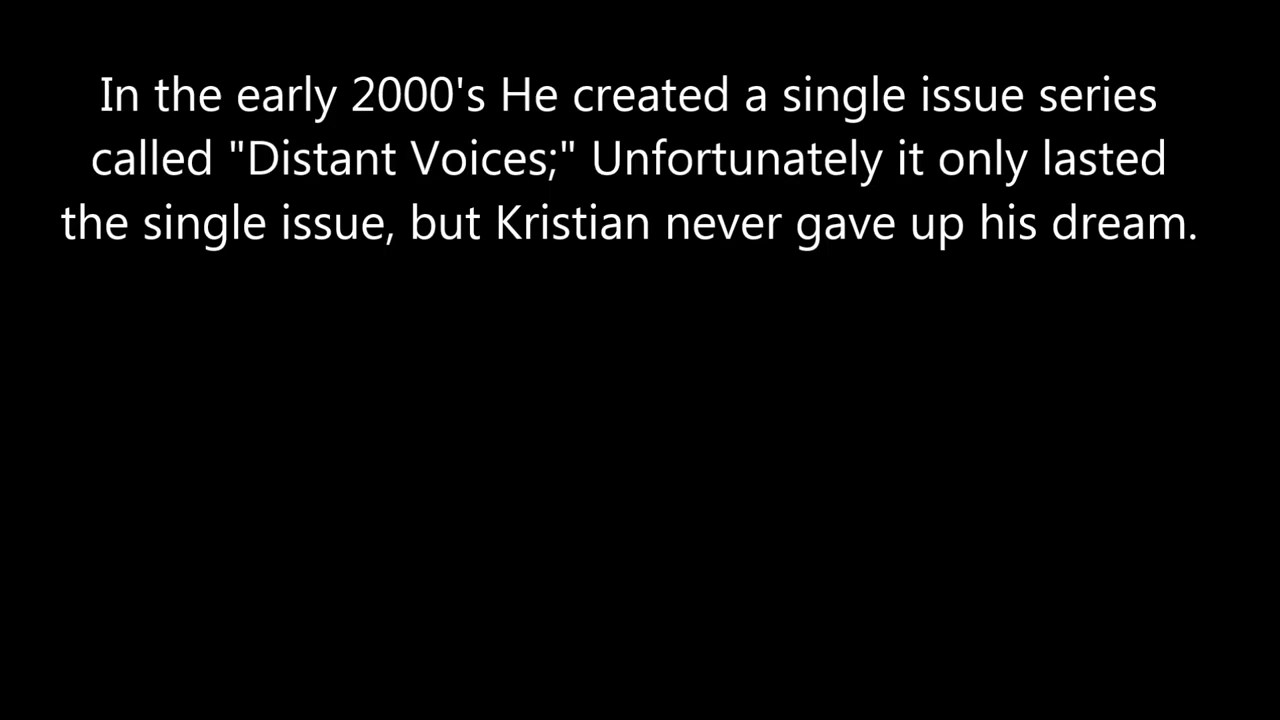 In the early 2000's He created a single issue series
called "Distant Voices;" Unfortunately it only lasted
the single issue, but Kristian never gave up his dream.